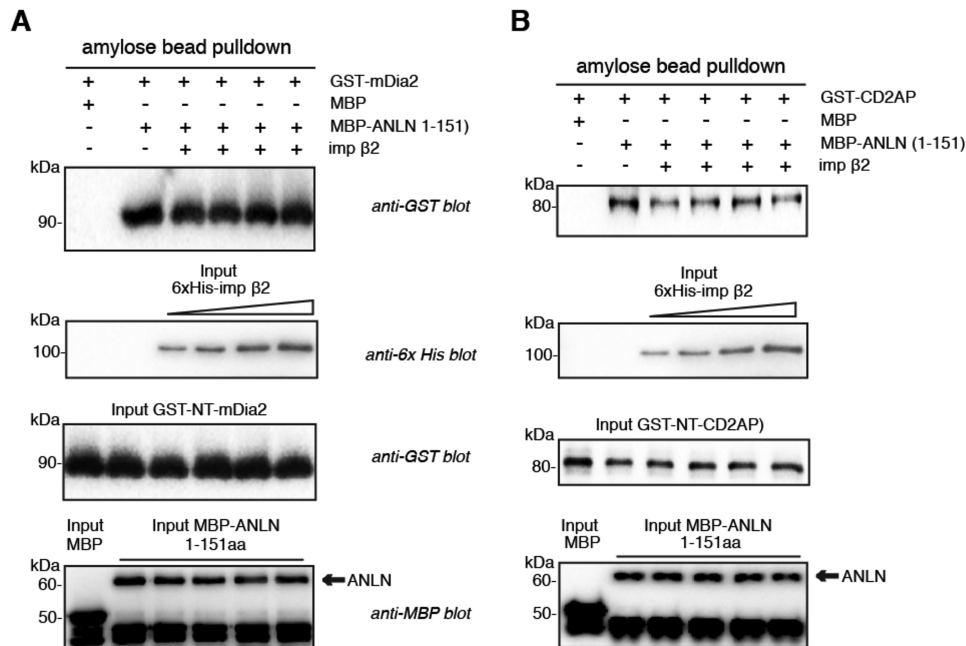 A
amylose bead pulldown
+ + + + + + GST-mDia2
+ - - - - - MBP
- + + + + + MBP-ANLN 1-151)
- - + + + + imp β2
kDa
90-
anti-GST blot
Input
6xHis-imp β2
kDa
100-
anti-6x His blot
Input GST-NT-mDia2
kDa
90-
anti-GST blot
Input
MBP
Input MBP-ANLN
1-151aa
kDa
60-
ANLN
50-
anti-MBP blot
B
amylose bead pulldown
+ + + + + + GST-CD2AP
+ - - - - - MBP
- + + + + + MBP-ANLN (1-151)
- - + + + + imp β2
kDa
80-
Input
6xHis-imp β2
kDa
100-
Input GST-NT-CD2AP)
kDa
80-
Input
MBP
Input MBP-ANLN
1-151aa
kDa
60-
ANLN
50-